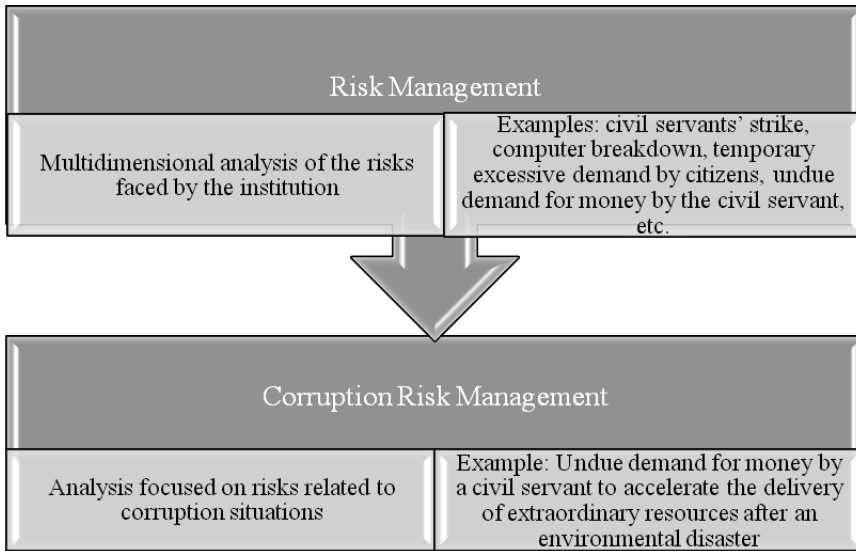 Risk Management
Multidimensional analysis of the risks
faced by the institution
Examples: civil servants’ strike,
computer breakdown, temporary
excessive demand by citizens, undue
demand for money by the civil servant,
etc.
Corruption Risk Management
Analysis focused on risks related to
corruption situations
Example: Undue demand for money by
a civil servant to accelerate the delivery
of extraordinary resources after an
environmental disaster